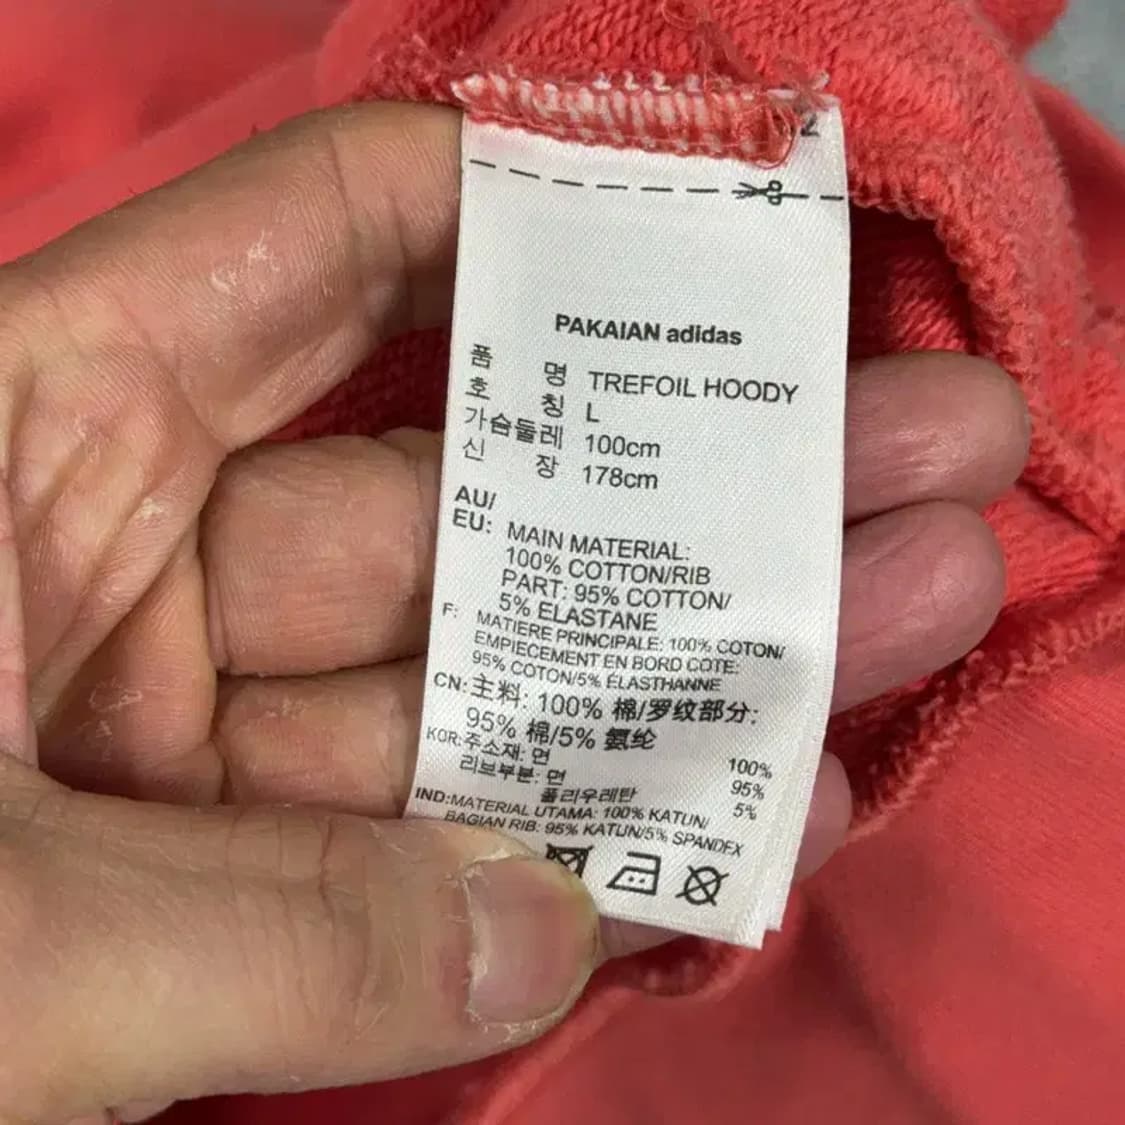 2
PAKAIAN adidas
품 명 TREFOIL HOODY
호 칭 L
가슴둘레 100cm
신 장 178cm
AU/
EU: MAIN MATERIAL:
100% COTTON/RIB
PART: 95% COTTON/
5% ELASTANE
F: MATIERE PRINCIPALE: 100% COTON/
EMPIECEMENT EN BORD COTE:
95% COTON/5% ÉLASTHANNE
CN: 主料: 100% 棉/罗纹部分:
95% 棉/5% 氨纶
KOR: 주소재: 면 100%
리브부분: 면 95%
폴리우레탄 5%
IND: MATERIAL UTAMA: 100% KATUN/
BAGIAN RIB: 95% KATUN/5% SPANDEX